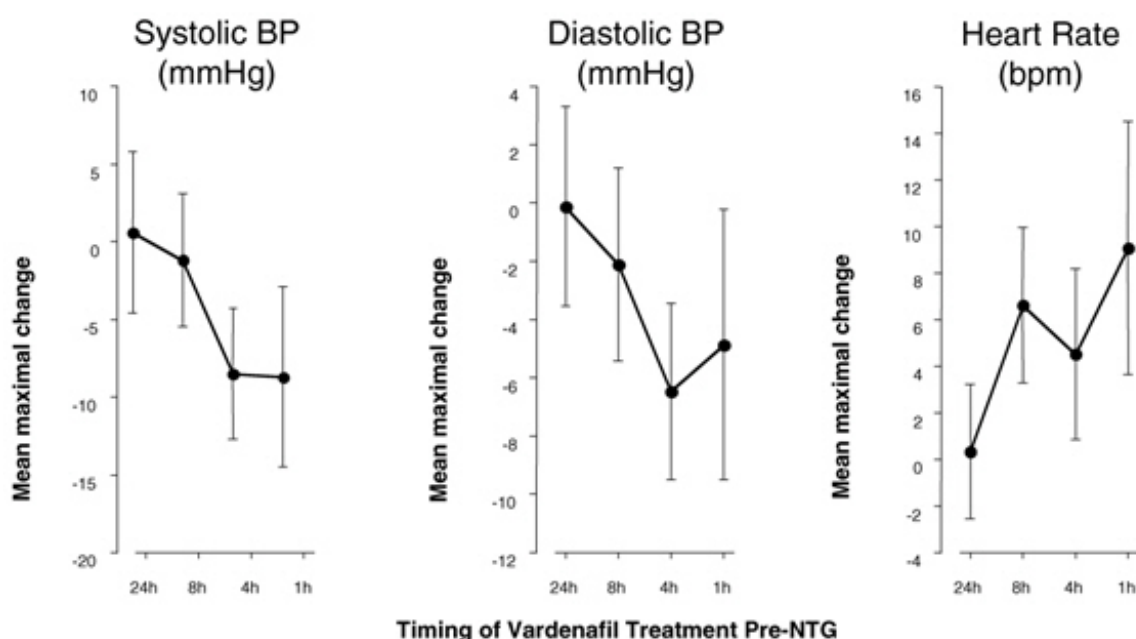 Systolic BP
(mmHg)
Diastolic BP
(mmHg)
Heart Rate
(bpm)
Mean maximal change
10
5
0
-5
-10
-15
-20
24h 8h 4h 1h
Mean maximal change
4
2
0
-2
-4
-6
-8
-10
-12
24h 8h 4h 1h
Mean maximal change
16
14
12
10
8
6
4
2
0
-2
-4
24h 8h 4h 1h
Timing of Vardenafil Treatment Pre-NTG